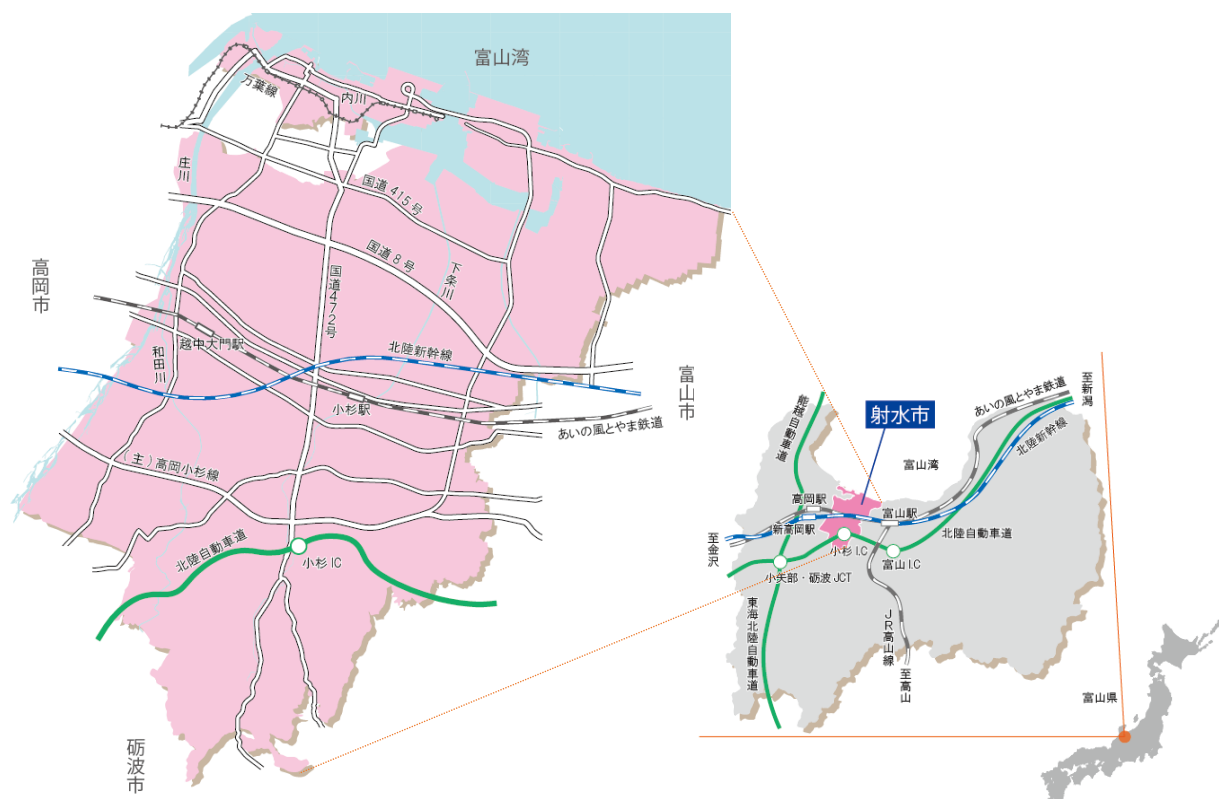 富山湾
万葉線
内川
庄川
国道415号
国道8号
下条川
高岡市
国道472号
越中大門駅
和田川
北陸新幹線
小杉駅
富山市
あいの風とやま鉄道
(主)高岡小杉線
北陸自動車道
小杉IC
砺波市
至新潟
あいの風とやま鉄道
能越自動車道
射水市
北陸新幹線
富山湾
高岡駅
富山駅
新高岡駅
北陸自動車道
至金沢
小杉I.C
富山I.C
小矢部・砺波JCT
東海北陸自動車道
JR高山線
至高山
富山県